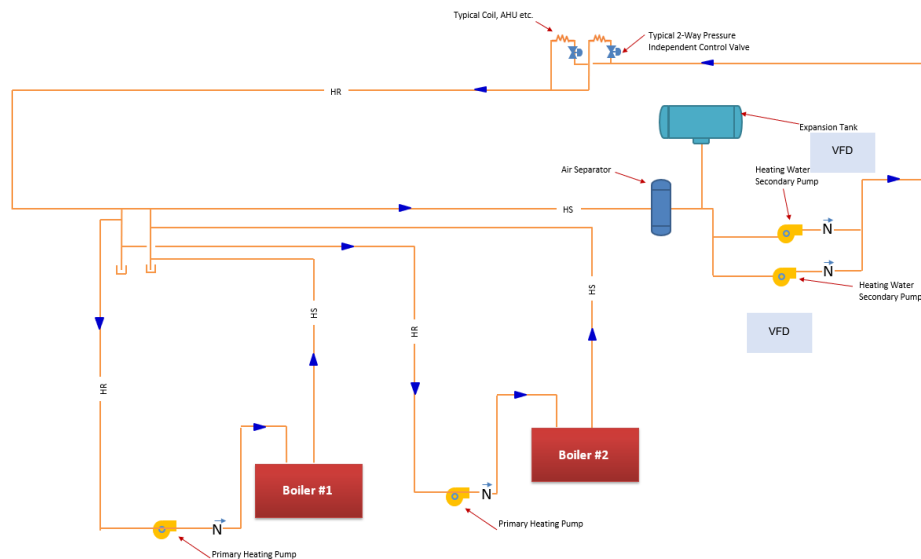 Typical Coil, AHU etc.
Typical 2-Way Pressure
Independent Control Valve
HR
Expansion Tank
VFD
Air Separator
Heating Water
Secondary Pump
HS
N
N
Heating Water
Secondary Pump
VFD
HS
HS
HR
HR
Boiler #1
Boiler #2
N
N
Primary Heating Pump
Primary Heating Pump